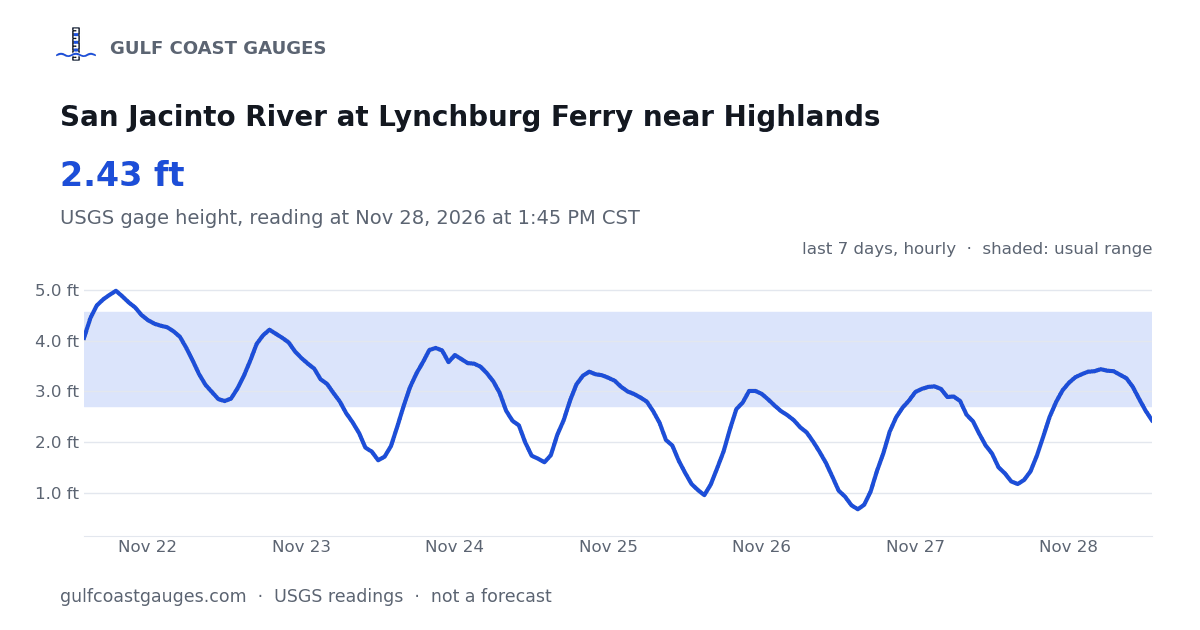 GULF COAST GAUGES
San Jacinto River at Lynchburg Ferry near Highlands
2.43 ft
USGS gage height, reading at Nov 28, 2026 at 1:45 PM CST
last 7 days, hourly · shaded: usual range
5.0 ft
4.0 ft
3.0 ft
2.0 ft
1.0 ft
Nov 22 Nov 23 Nov 24 Nov 25 Nov 26 Nov 27 Nov 28
gulfcoastgauges.com · USGS readings · not a forecast